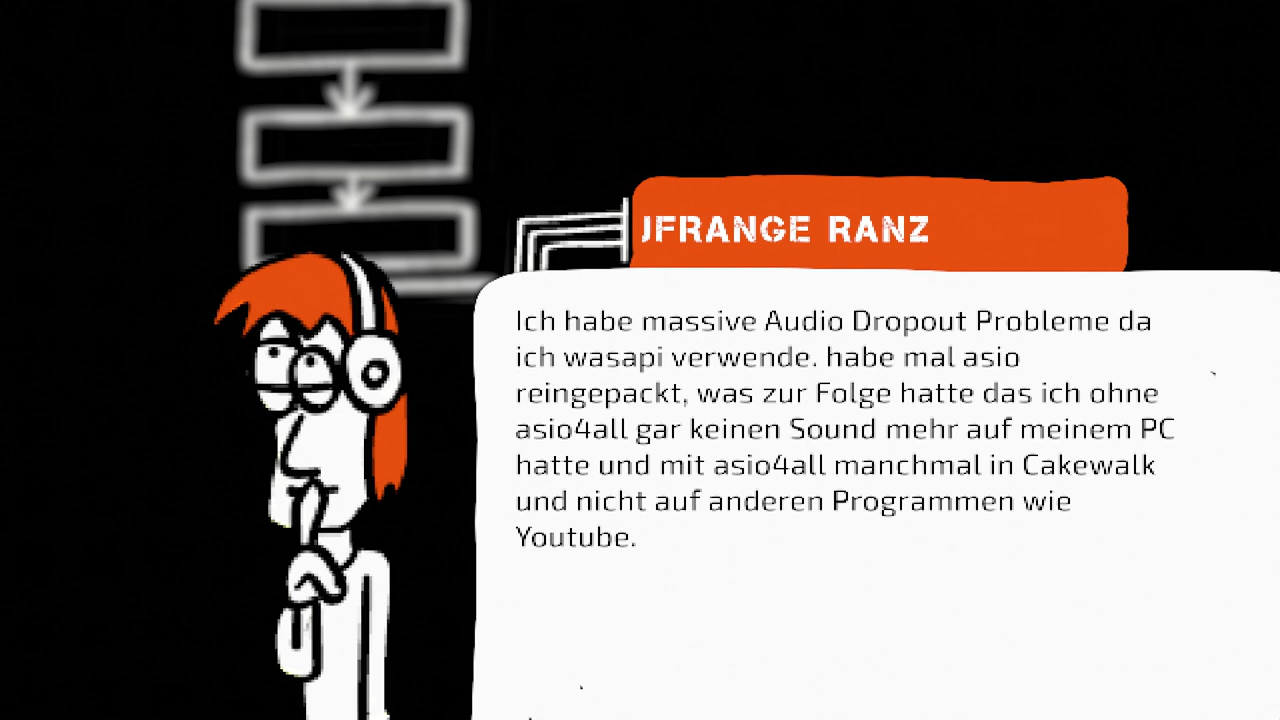 JFRANGE RANZ
Ich habe massive Audio Dropout Probleme da
ich wasapi verwende. habe mal asio
reingepackt, was zur Folge hatte das ich ohne
asio4all gar keinen Sound mehr auf meinem PC
hatte und mit asio4all manchmal in Cakewalk
und nicht auf anderen Programmen wie
Youtube.